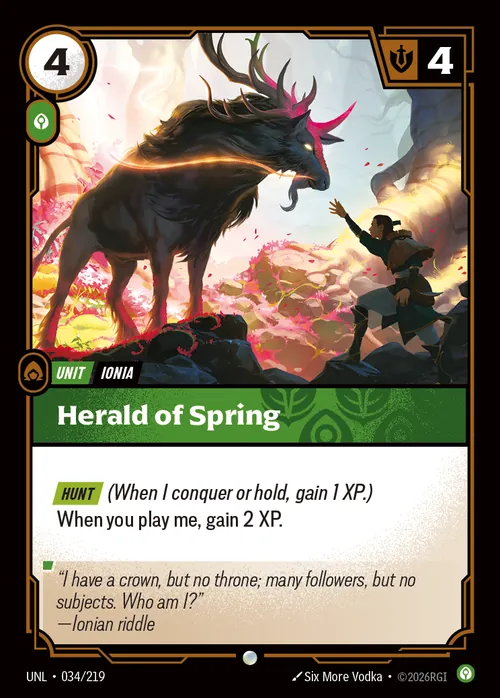 4
4
UNIT IONIA
Herald of Spring
HUNT (When I conquer or hold, gain 1 XP.)
When you play me, gain 2 XP.
“I have a crown, but no throne; many followers, but no
subjects. Who am I?”
—Ionian riddle
UNL • 034/219 Six More Vodka • ©2026RGI